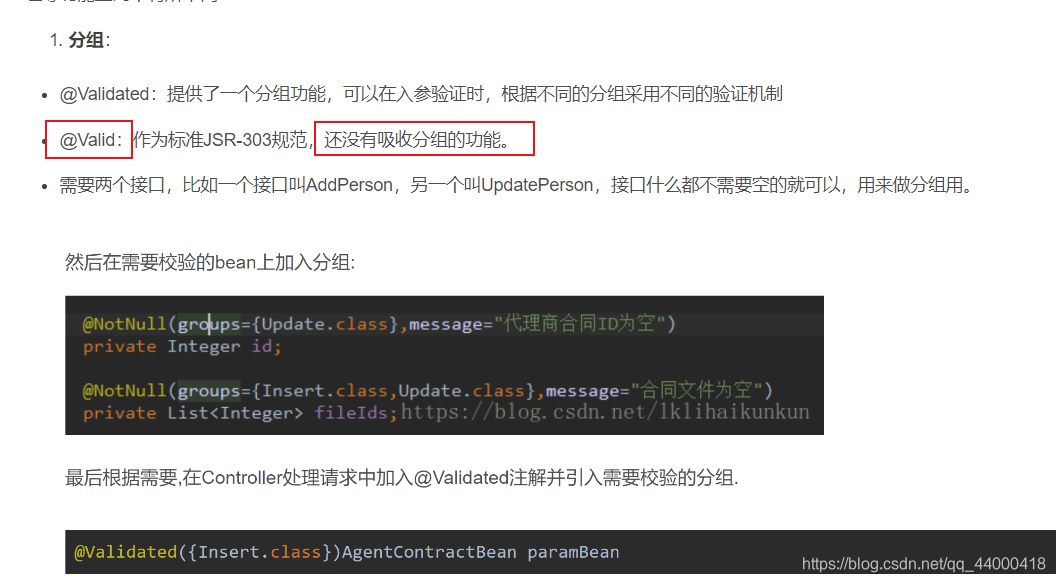 1. 分组：
@Validated：提供了一个分组功能，可以在入参验证时，根据不同的分组采用不同的验证机制
@Valid：作为标准JSR-303规范，还没有吸收分组的功能。
需要两个接口，比如一个接口叫AddPerson，另一个叫UpdatePerson，接口什么都不需要空的就可以，用来做分组用。
然后在需要校验的bean上加入分组:
@NotNull(groups={Update.class},message="代理商合同ID为空")
private Integer id;
@NotNull(groups={Insert.class,Update.class},message="合同文件为空")
private List<Integer> fileIds;https://blog.csdn.net/lklihaikunkun
最后根据需要,在Controller处理请求中加入@Validated注解并引入需要校验的分组.
@Validated({Insert.class})AgentContractBean paramBean
https://blog.csdn.net/qq_44000418